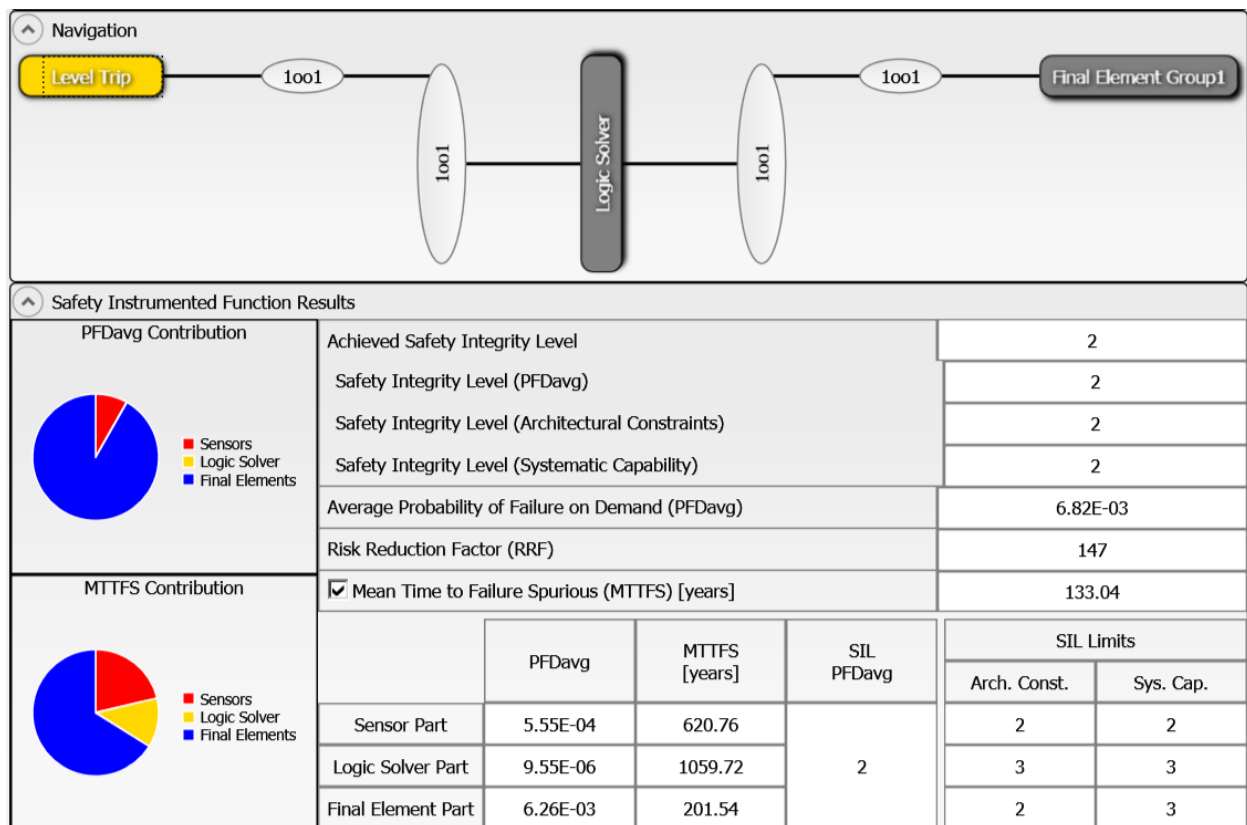 Navigation
Level Trip
1oo1
1oo1
Logic Solver
1oo1
1oo1
Final Element Group1
Safety Instrumented Function Results
PFDavg Contribution
Sensors
Logic Solver
Final Elements
MTTFS Contribution
Sensors
Logic Solver
Final Elements
Achieved Safety Integrity Level 2
Safety Integrity Level (PFDavg) 2
Safety Integrity Level (Architectural Constraints) 2
Safety Integrity Level (Systematic Capability) 2
Average Probability of Failure on Demand (PFDavg) 6.82E-03
Risk Reduction Factor (RRF) 147
Mean Time to Failure Spurious (MTTFS) [years] 133.04
PFDavg
MTTFS
[years]
SIL
PFDavg
SIL Limits
Arch. Const. Sys. Cap.
Sensor Part 5.55E-04 620.76 2 2
Logic Solver Part 9.55E-06 1059.72 2 3 3
Final Element Part 6.26E-03 201.54 2 3